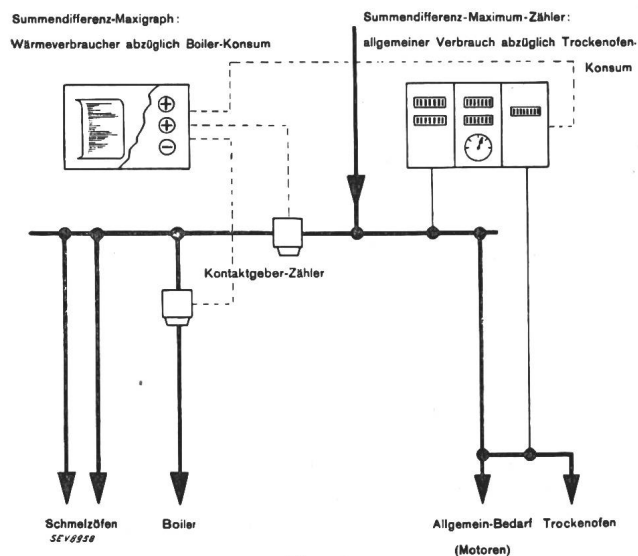 Summendifferenz-Maxigraph:
Wärmeverbraucher abzüglich Boiler-Konsum
Summendifferenz-Maximum-Zähler:
allgemeiner Verbrauch abzüglich Trockenofen-
Konsum
+
+
−
Kontaktgeber-Zähler
Schmelzöfen
SEV8958
Boiler
Allgemein-Bedarf
(Motoren)
Trockenofen